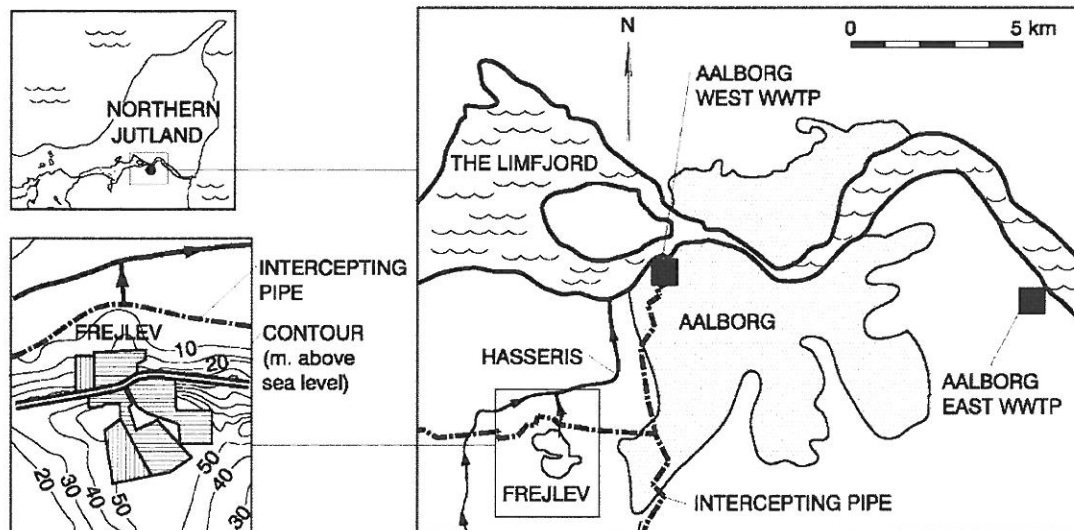 NORTHERN
JUTLAND
INTERCEPTING
PIPE
CONTOUR
(m. above
sea level)
FREJLEV
10
20
20
30
40
50
50
40
30
N
0
5 km
AALBORG
WEST WWTP
THE LIMFJORD
AALBORG
HASSERIS
AALBORG
EAST WWTP
FREJLEV
INTERCEPTING PIPE